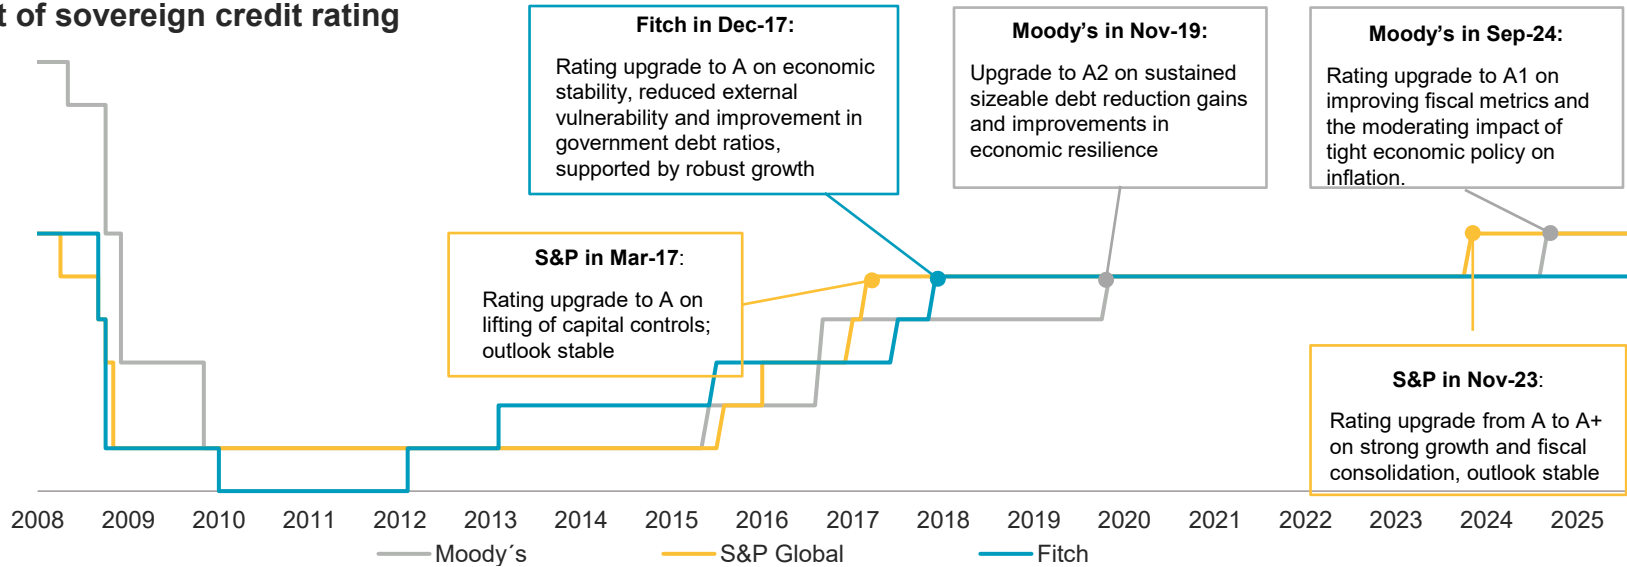 t of sovereign credit rating
Fitch in Dec-17:
Rating upgrade to A on economic
stability, reduced external
vulnerability and improvement in
government debt ratios,
supported by robust growth
Moody’s in Nov-19:
Upgrade to A2 on sustained
sizeable debt reduction gains
and improvements in
economic resilience
Moody’s in Sep-24:
Rating upgrade to A1 on
improving fiscal metrics and
the moderating impact of
tight economic policy on
inflation.
S&P in Mar-17:
Rating upgrade to A on
lifting of capital controls;
outlook stable
S&P in Nov-23:
Rating upgrade from A to A+
on strong growth and fiscal
consolidation, outlook stable
2008 2009 2010 2011 2012 2013 2014 2015 2016 2017 2018 2019 2020 2021 2022 2023 2024 2025
Moody´s S&P Global Fitch